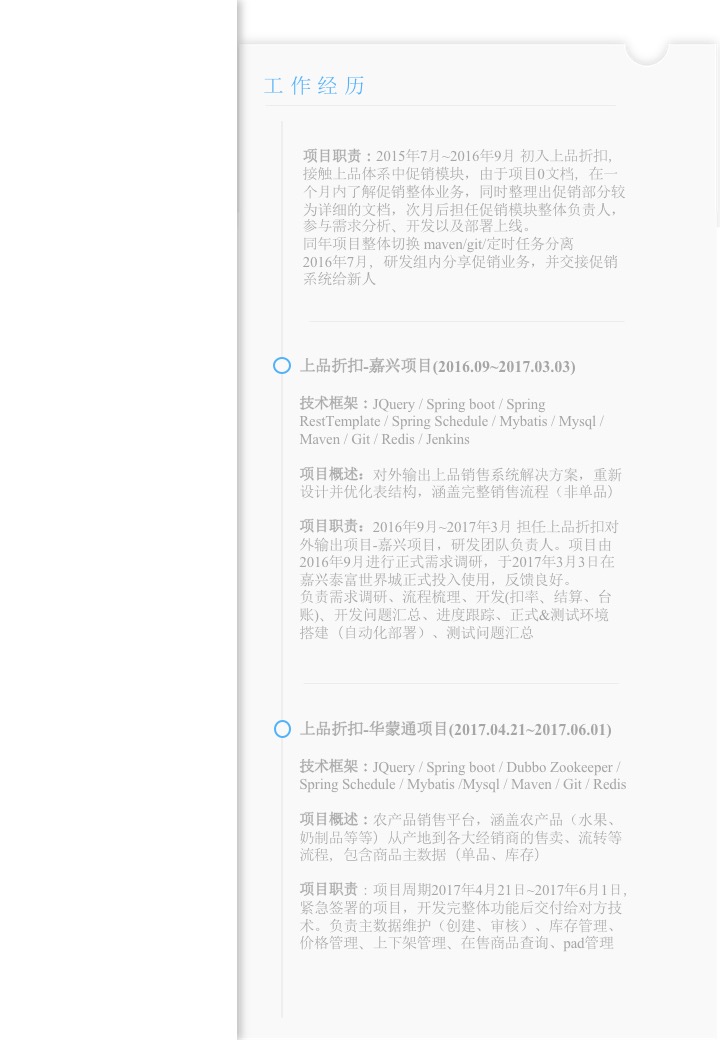 工作经历
项目职责：2015年7月~2016年9月 初入上品折扣,
接触上品体系中促销模块，由于项目0文档，在一
个月内了解促销整体业务，同时整理出促销部分较
为详细的文档，次月后担任促销模块整体负责人，
参与需求分析、开发以及部署上线。
同年项目整体切换 maven/git/定时任务分离
2016年7月，研发组内分享促销业务，并交接促销
系统给新人
上品折扣-嘉兴项目(2016.09~2017.03.03)
技术框架：JQuery / Spring boot / Spring
RestTemplate / Spring Schedule / Mybatis / Mysql /
Maven / Git / Redis / Jenkins
项目概述：对外输出上品销售系统解决方案，重新
设计并优化表结构，涵盖完整销售流程（非单品）
项目职责：2016年9月~2017年3月 担任上品折扣对
外输出项目-嘉兴项目，研发团队负责人。项目由
2016年9月进行正式需求调研，于2017年3月3日在
嘉兴泰富世界城正式投入使用，反馈良好。
负责需求调研、流程梳理、开发(扣率、结算、台
账)、开发问题汇总、进度跟踪、正式&测试环境
搭建（自动化部署）、测试问题汇总
上品折扣-华蒙通项目(2017.04.21~2017.06.01)
技术框架：JQuery / Spring boot / Dubbo Zookeeper /
Spring Schedule / Mybatis /Mysql / Maven / Git / Redis
项目概述：农产品销售平台，涵盖农产品（水果、
奶制品等等）从产地到各大经销商的售卖、流转等
流程，包含商品主数据（单品、库存）
项目职责：项目周期2017年4月21日~2017年6月1日,
紧急签署的项目，开发完整体功能后交付给对方技
术。负责主数据维护（创建、审核）、库存管理、
价格管理、上下架管理、在售商品查询、pad管理